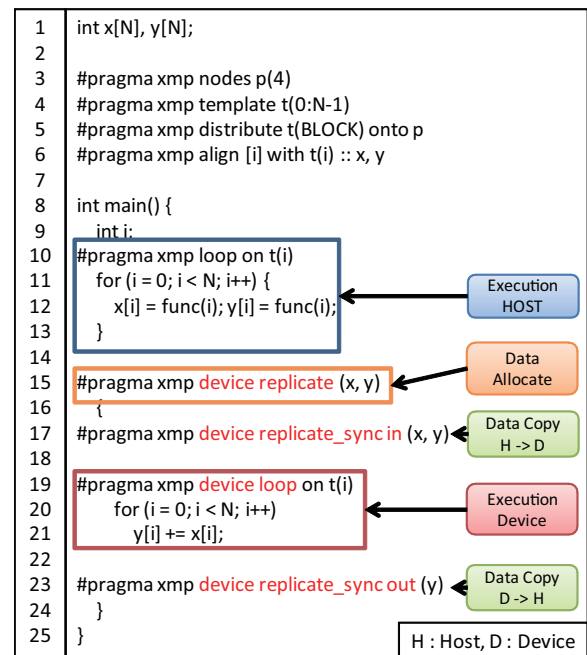 1 int x[N], y[N];
2
3 #pragma xmp nodes p(4)
4 #pragma xmp template t(0:N-1)
5 #pragma xmp distribute t(BLOCK) onto p
6 #pragma xmp align [i] with t(i) :: x, y
7
8 int main() {
9 int i;
10 #pragma xmp loop on t(i)
11 for (i = 0; i < N; i++) {
12 x[i] = func(i); y[i] = func(i);
13 }
Execution
HOST
14
15 #pragma xmp device replicate (x, y)
Data
Allocate
16 {
17 #pragma xmp device replicate_sync in (x, y)
Data Copy
H -> D
18
19 #pragma xmp device loop on t(i)
20 for (i = 0; i < N; i++)
21 y[i] += x[i];
Execution
Device
22
23 #pragma xmp device replicate_sync out (y)
Data Copy
D -> H
24 }
25 }
H : Host, D : Device